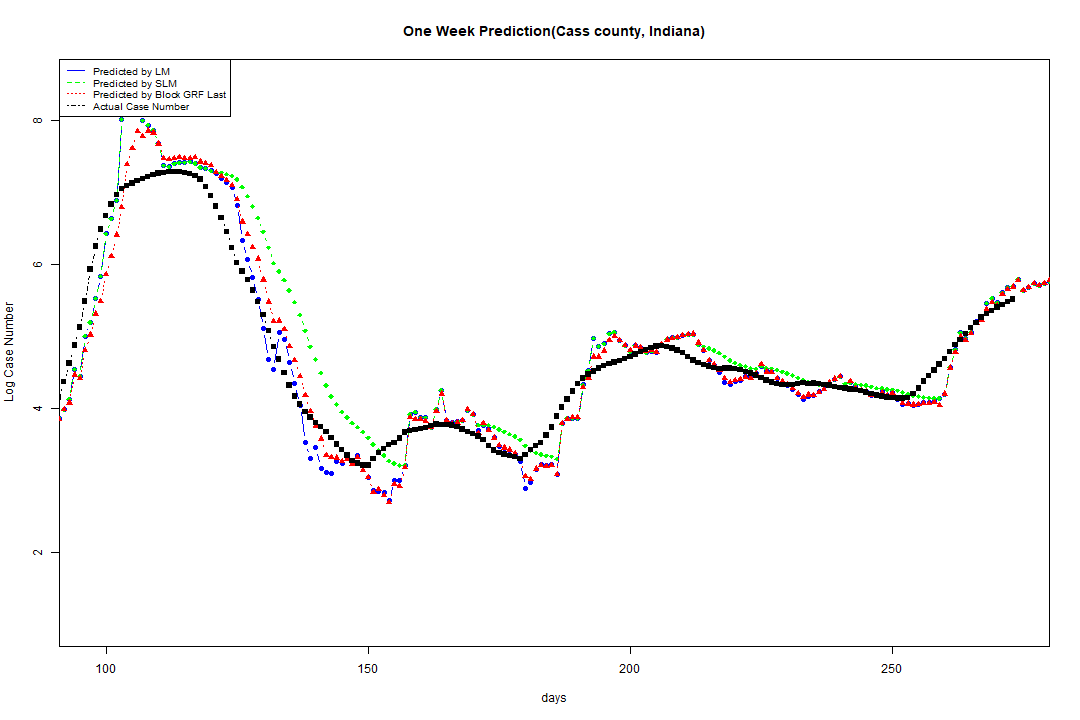 One Week Prediction(Cass county, Indiana)
Predicted by LM
Predicted by SLM
Predicted by Block GRF Last
Actual Case Number
8
6
4
2
Log Case Number
100 150 200 250
days